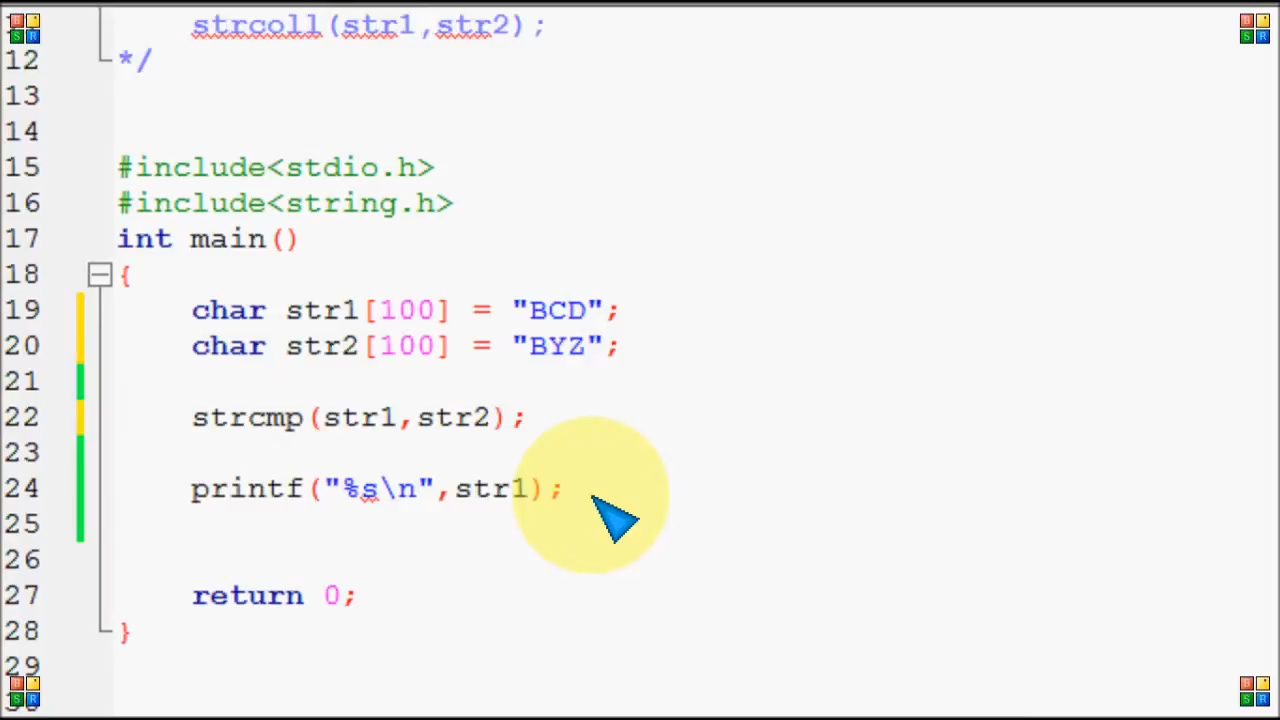 strcoll(str1,str2);
12 */
13
14
15 #include<stdio.h>
16 #include<string.h>
17 int main()
18 {
19 char str1[100] = "BCD";
20 char str2[100] = "BYZ";
21
22 strcmp(str1,str2);
23
24 printf("%s\n",str1);
25
26
27 return 0;
28 }
29